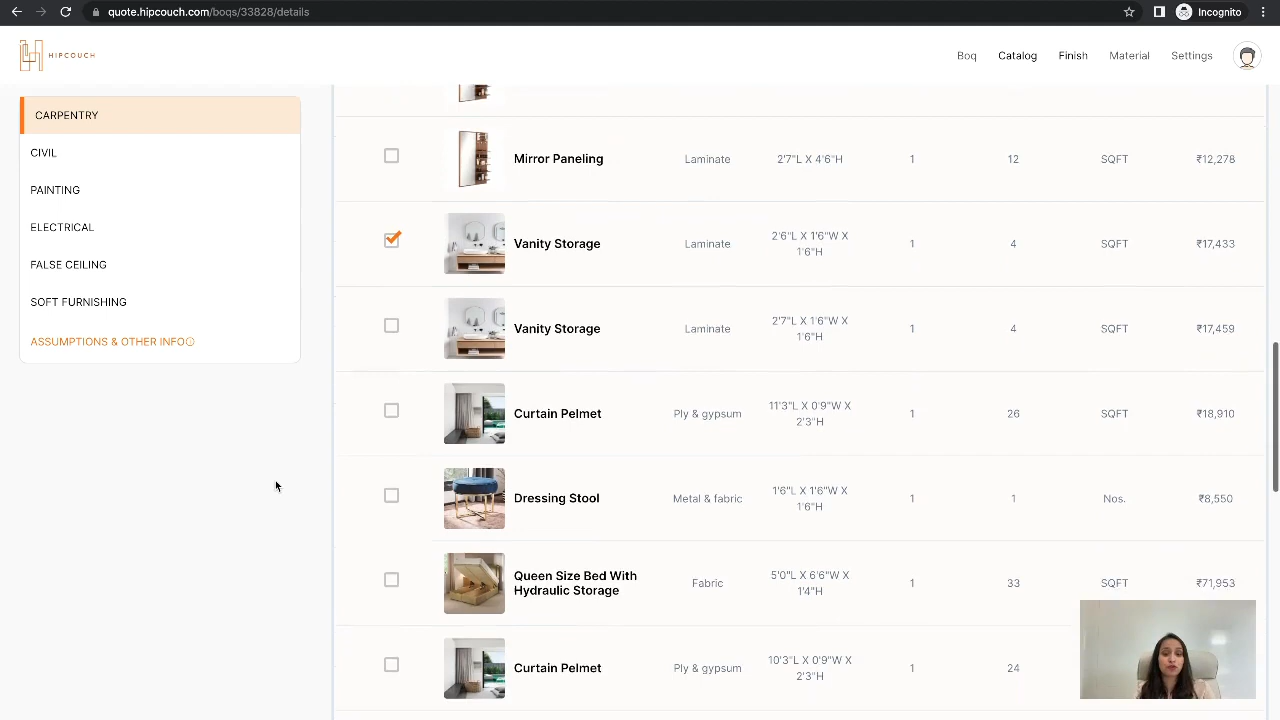 quote.hipcouch.com/boqs/33828/details
Incognito
HIPCOUCH
Boq
Catalog
Finish
Material
Settings
CARPENTRY
CIVIL
PAINTING
ELECTRICAL
FALSE CEILING
SOFT FURNISHING
ASSUMPTIONS & OTHER INFO
Mirror Paneling
Laminate
2'7"L X 4'6"H
1
12
SQFT
₹12,278
Vanity Storage
Laminate
2'6"L X 1'6"W X
1'6"H
1
4
SQFT
₹17,433
Vanity Storage
Laminate
2'7"L X 1'6"W X
1'6"H
1
4
SQFT
₹17,459
Curtain Pelmet
Ply & gypsum
11'3"L X 0'9"W X
2'3"H
1
26
SQFT
₹18,910
Dressing Stool
Metal & fabric
1'6"L X 1'6"W X
1'6"H
1
1
Nos.
₹8,550
Queen Size Bed With
Hydraulic Storage
Fabric
5'0"L X 6'6"W X
1'4"H
1
33
SQFT
₹71,953
Curtain Pelmet
Ply & gypsum
10'3"L X 0'9"W X
2'3"H
1
24